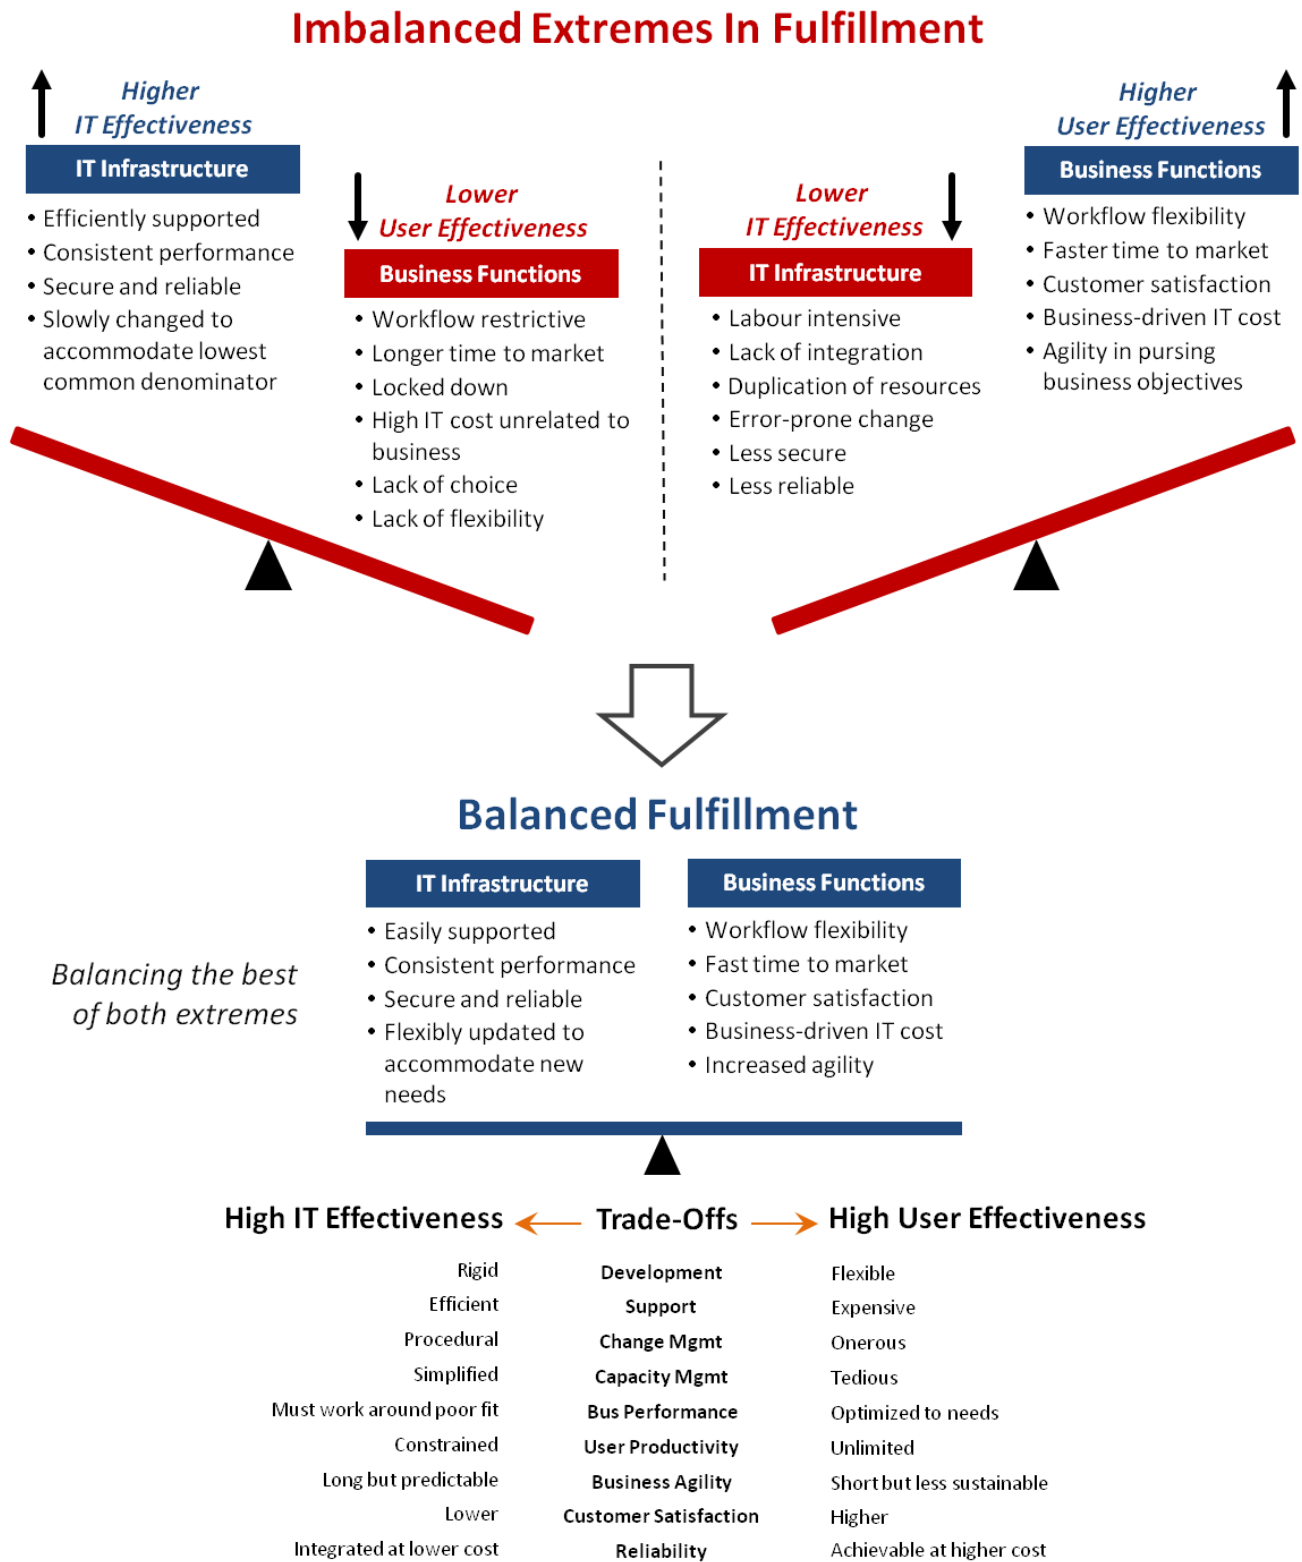 Imbalanced Extremes In Fulfillment
Higher
IT Effectiveness
IT Infrastructure
• Efficiently supported
• Consistent performance
• Secure and reliable
• Slowly changed to
accommodate lowest
common denominator
Lower
User Effectiveness
Business Functions
• Workflow restrictive
• Longer time to market
• Locked down
• High IT cost unrelated to
business
• Lack of choice
• Lack of flexibility
Lower
IT Effectiveness
IT Infrastructure
• Labour intensive
• Lack of integration
• Duplication of resources
• Error-prone change
• Less secure
• Less reliable
Higher
User Effectiveness
Business Functions
• Workflow flexibility
• Faster time to market
• Customer satisfaction
• Business-driven IT cost
• Agility in pursing
business objectives
Balanced Fulfillment
Balancing the best
of both extremes
IT Infrastructure
• Easily supported
• Consistent performance
• Secure and reliable
• Flexibly updated to
accommodate new
needs
Business Functions
• Workflow flexibility
• Fast time to market
• Customer satisfaction
• Business-driven IT cost
• Increased agility
High IT Effectiveness Trade-Offs High User Effectiveness
Rigid Development Flexible
Efficient Support Expensive
Procedural Change Mgmt Onerous
Simplified Capacity Mgmt Tedious
Must work around poor fit Bus Performance Optimized to needs
Constrained User Productivity Unlimited
Long but predictable Business Agility Short but less sustainable
Lower Customer Satisfaction Higher
Integrated at lower cost Reliability Achievable at higher cost